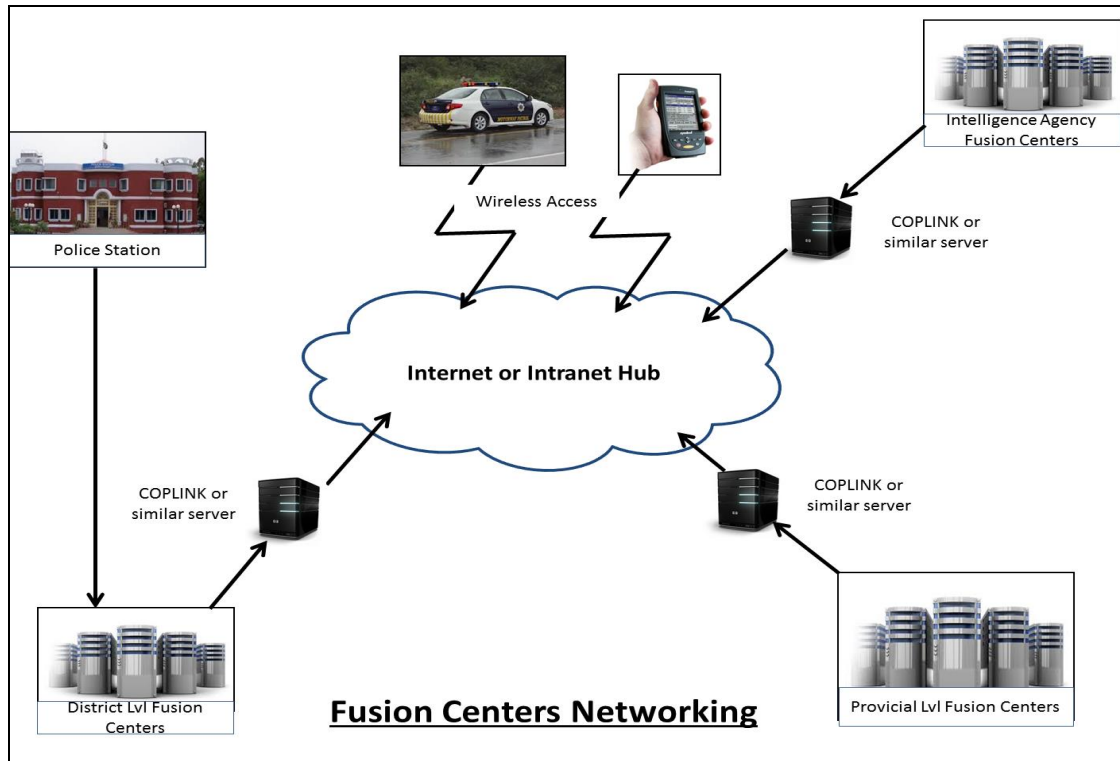 Intelligence Agency
Fusion Centers
Wireless Access
COPLINK or
similar server
Police Station
Internet or Intranet Hub
COPLINK or
similar server
COPLINK or
similar server
District Lvl Fusion
Centers
Fusion Centers Networking
Provicial Lvl Fusion Centers